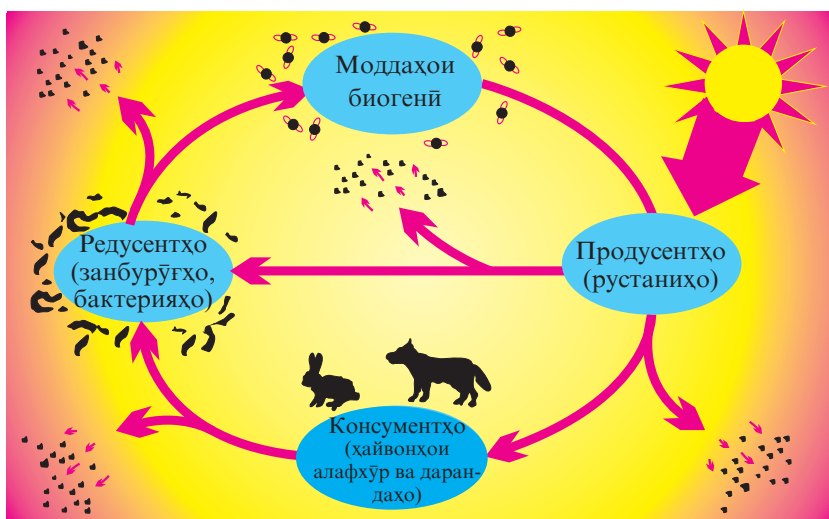 Моддаҳои
биогенӣ
Редусентҳо
(занбурӯғҳо,
бактерияҳо)
Продусентҳо
(рустаниҳо)
Консументҳо
(ҳайвонҳои
алафхӯр ва даран-
даҳо)